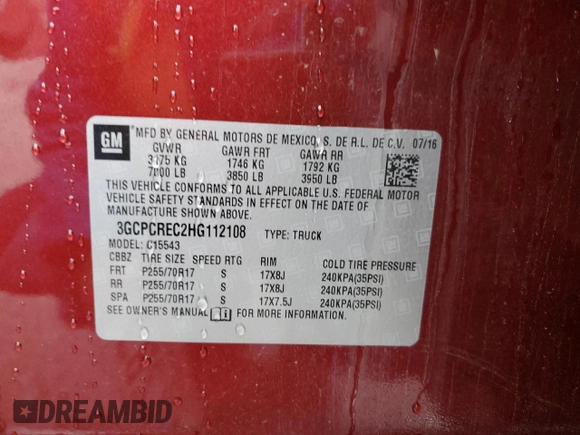 GM
MFD BY GENERAL MOTORS DE MEXICO, S. DE R.L. DE C.V. 07/16
GVWR GAWR FRT GAWR RR
3175 KG 1746 KG 1792 KG
7000 LB 3850 LB 3950 LB
THIS VEHICLE CONFORMS TO ALL APPLICABLE U.S. FEDERAL MOTOR
VEHICLE SAFETY STANDARDS IN EFFECT ON THE DATE OF
MANUFACTURE SHOWN ABOVE.
3GCPCREC2HG112108 TYPE: TRUCK
MODEL: C15543
CBBZ TIRE SIZE SPEED RTG RIM COLD TIRE PRESSURE
FRT P255/70R17 S 17X8J 240KPA(35PSI)
RR P255/70R17 S 17X8J 240KPA(35PSI)
SPA P255/70R17 S 17X7.5J 240KPA(35PSI)
SEE OWNER'S MANUAL FOR MORE INFORMATION.
DREAMBID